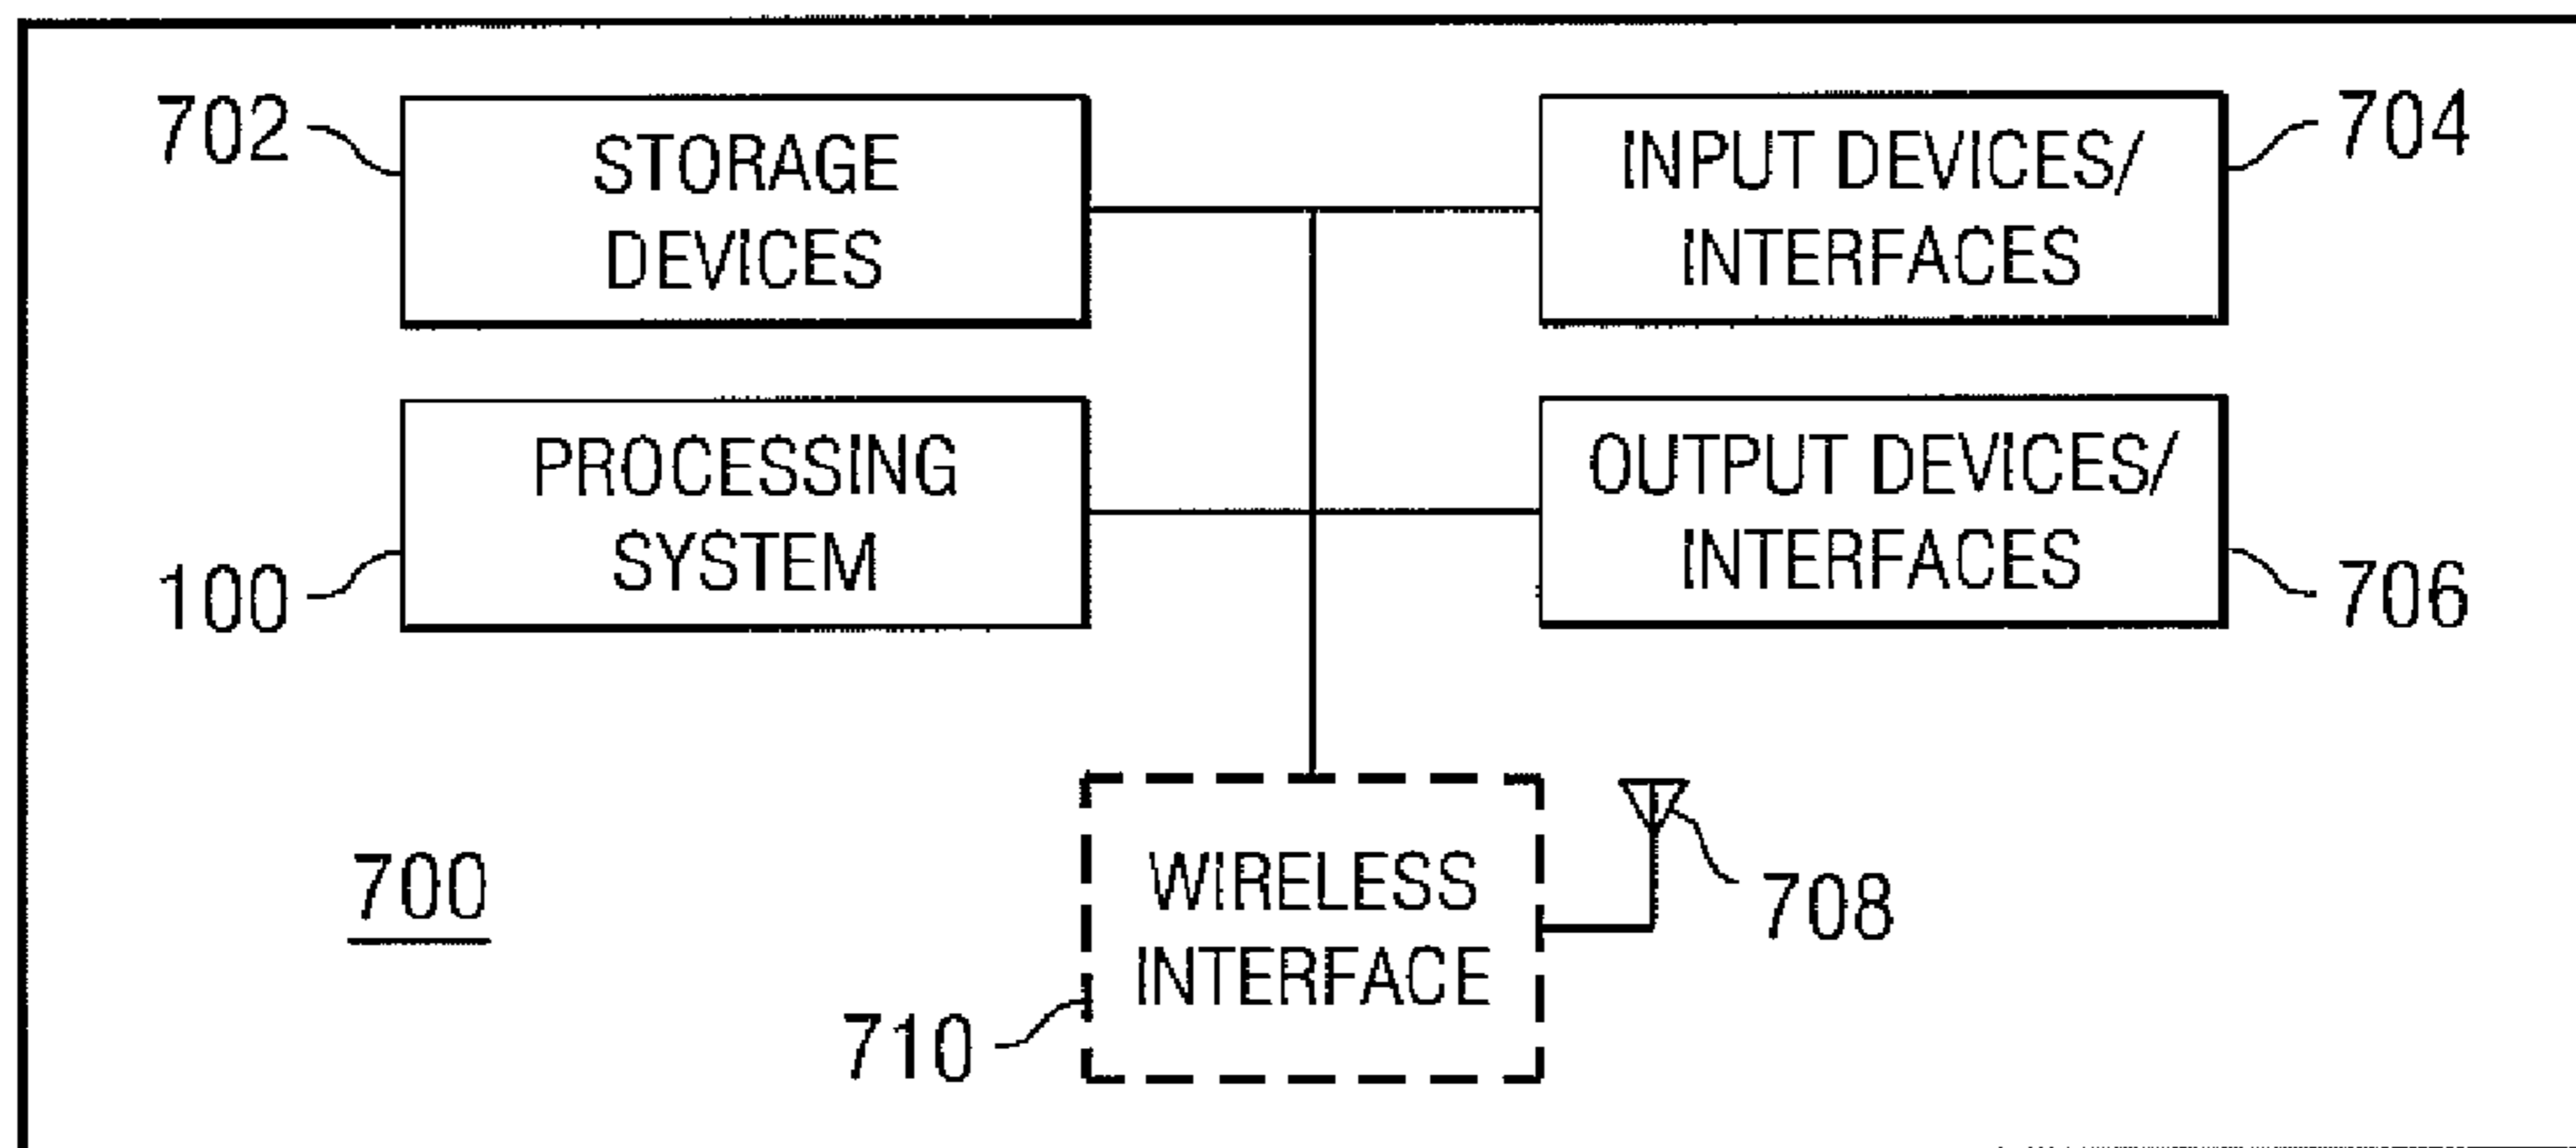 702
STORAGE
DEVICES
INPUT DEVICES/
INTERFACES
704
PROCESSING
SYSTEM
100
OUTPUT DEVICES/
INTERFACES
706
700
WIRELESS
INTERFACE
708
710